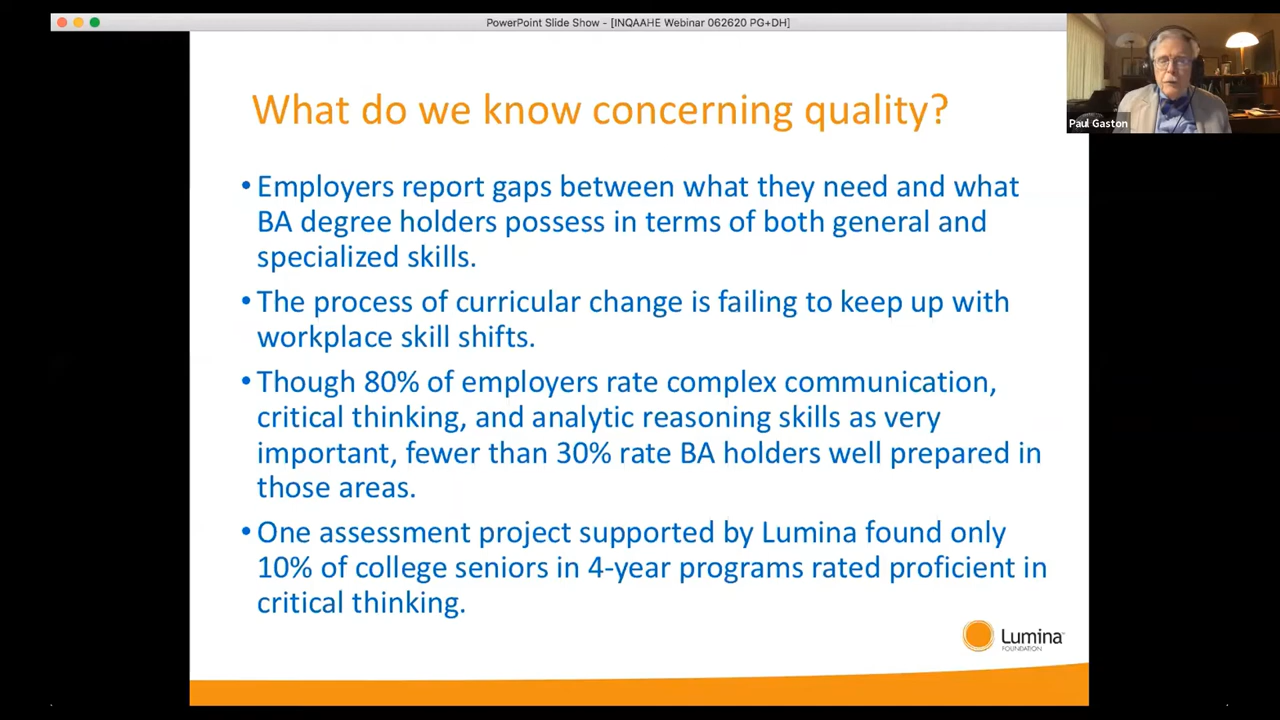 PowerPoint Slide Show - [INQAAHE Webinar 062620 PG+DH]
Paul Gaston
What do we know concerning quality?
•Employers report gaps between what they need and what
BA degree holders possess in terms of both general and
specialized skills.
•The process of curricular change is failing to keep up with
workplace skill shifts.
•Though 80% of employers rate complex communication,
critical thinking, and analytic reasoning skills as very
important, fewer than 30% rate BA holders well prepared in
those areas.
•One assessment project supported by Lumina found only
10% of college seniors in 4-year programs rated proficient in
critical thinking.
Lumina
FOUNDATION